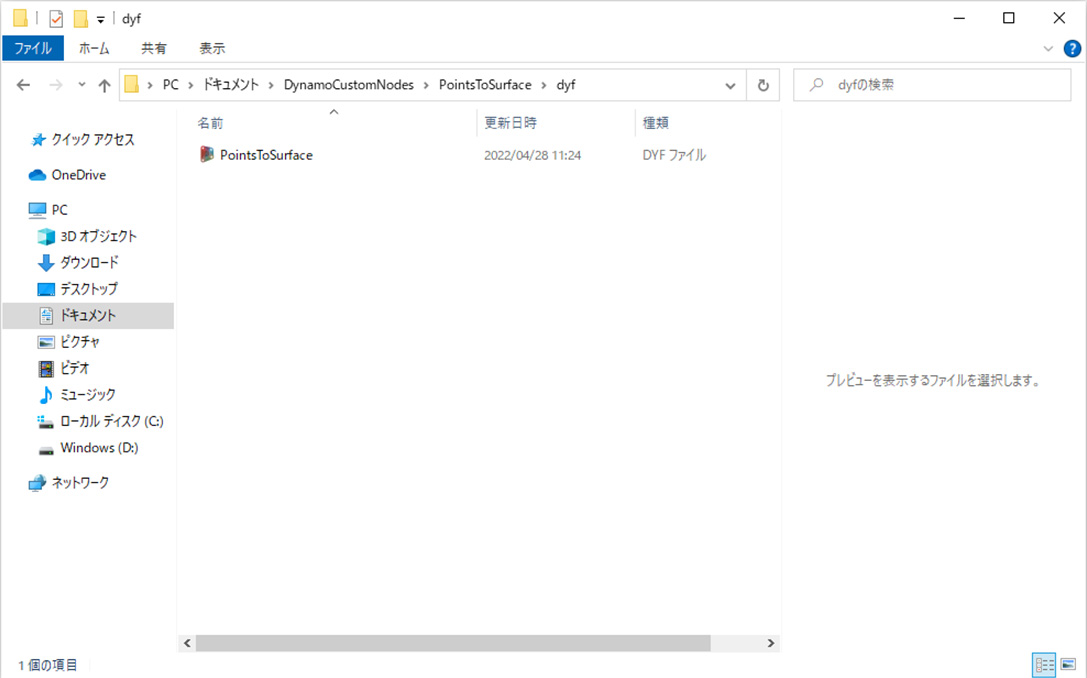 dyf
ファイル ホーム 共有 表示
PC ドキュメント DynamoCustomNodes PointsToSurface dyf
dyfの検索
名前 更新日時 種類
PointsToSurface 2022/04/28 11:24 DYF ファイル
クイック アクセス
OneDrive
PC
3D オブジェクト
ダウンロード
デスクトップ
ドキュメント
ピクチャ
ビデオ
ミュージック
ローカル ディスク (C:)
Windows (D:)
ネットワーク
プレビューを表示するファイルを選択します。
1 個の項目